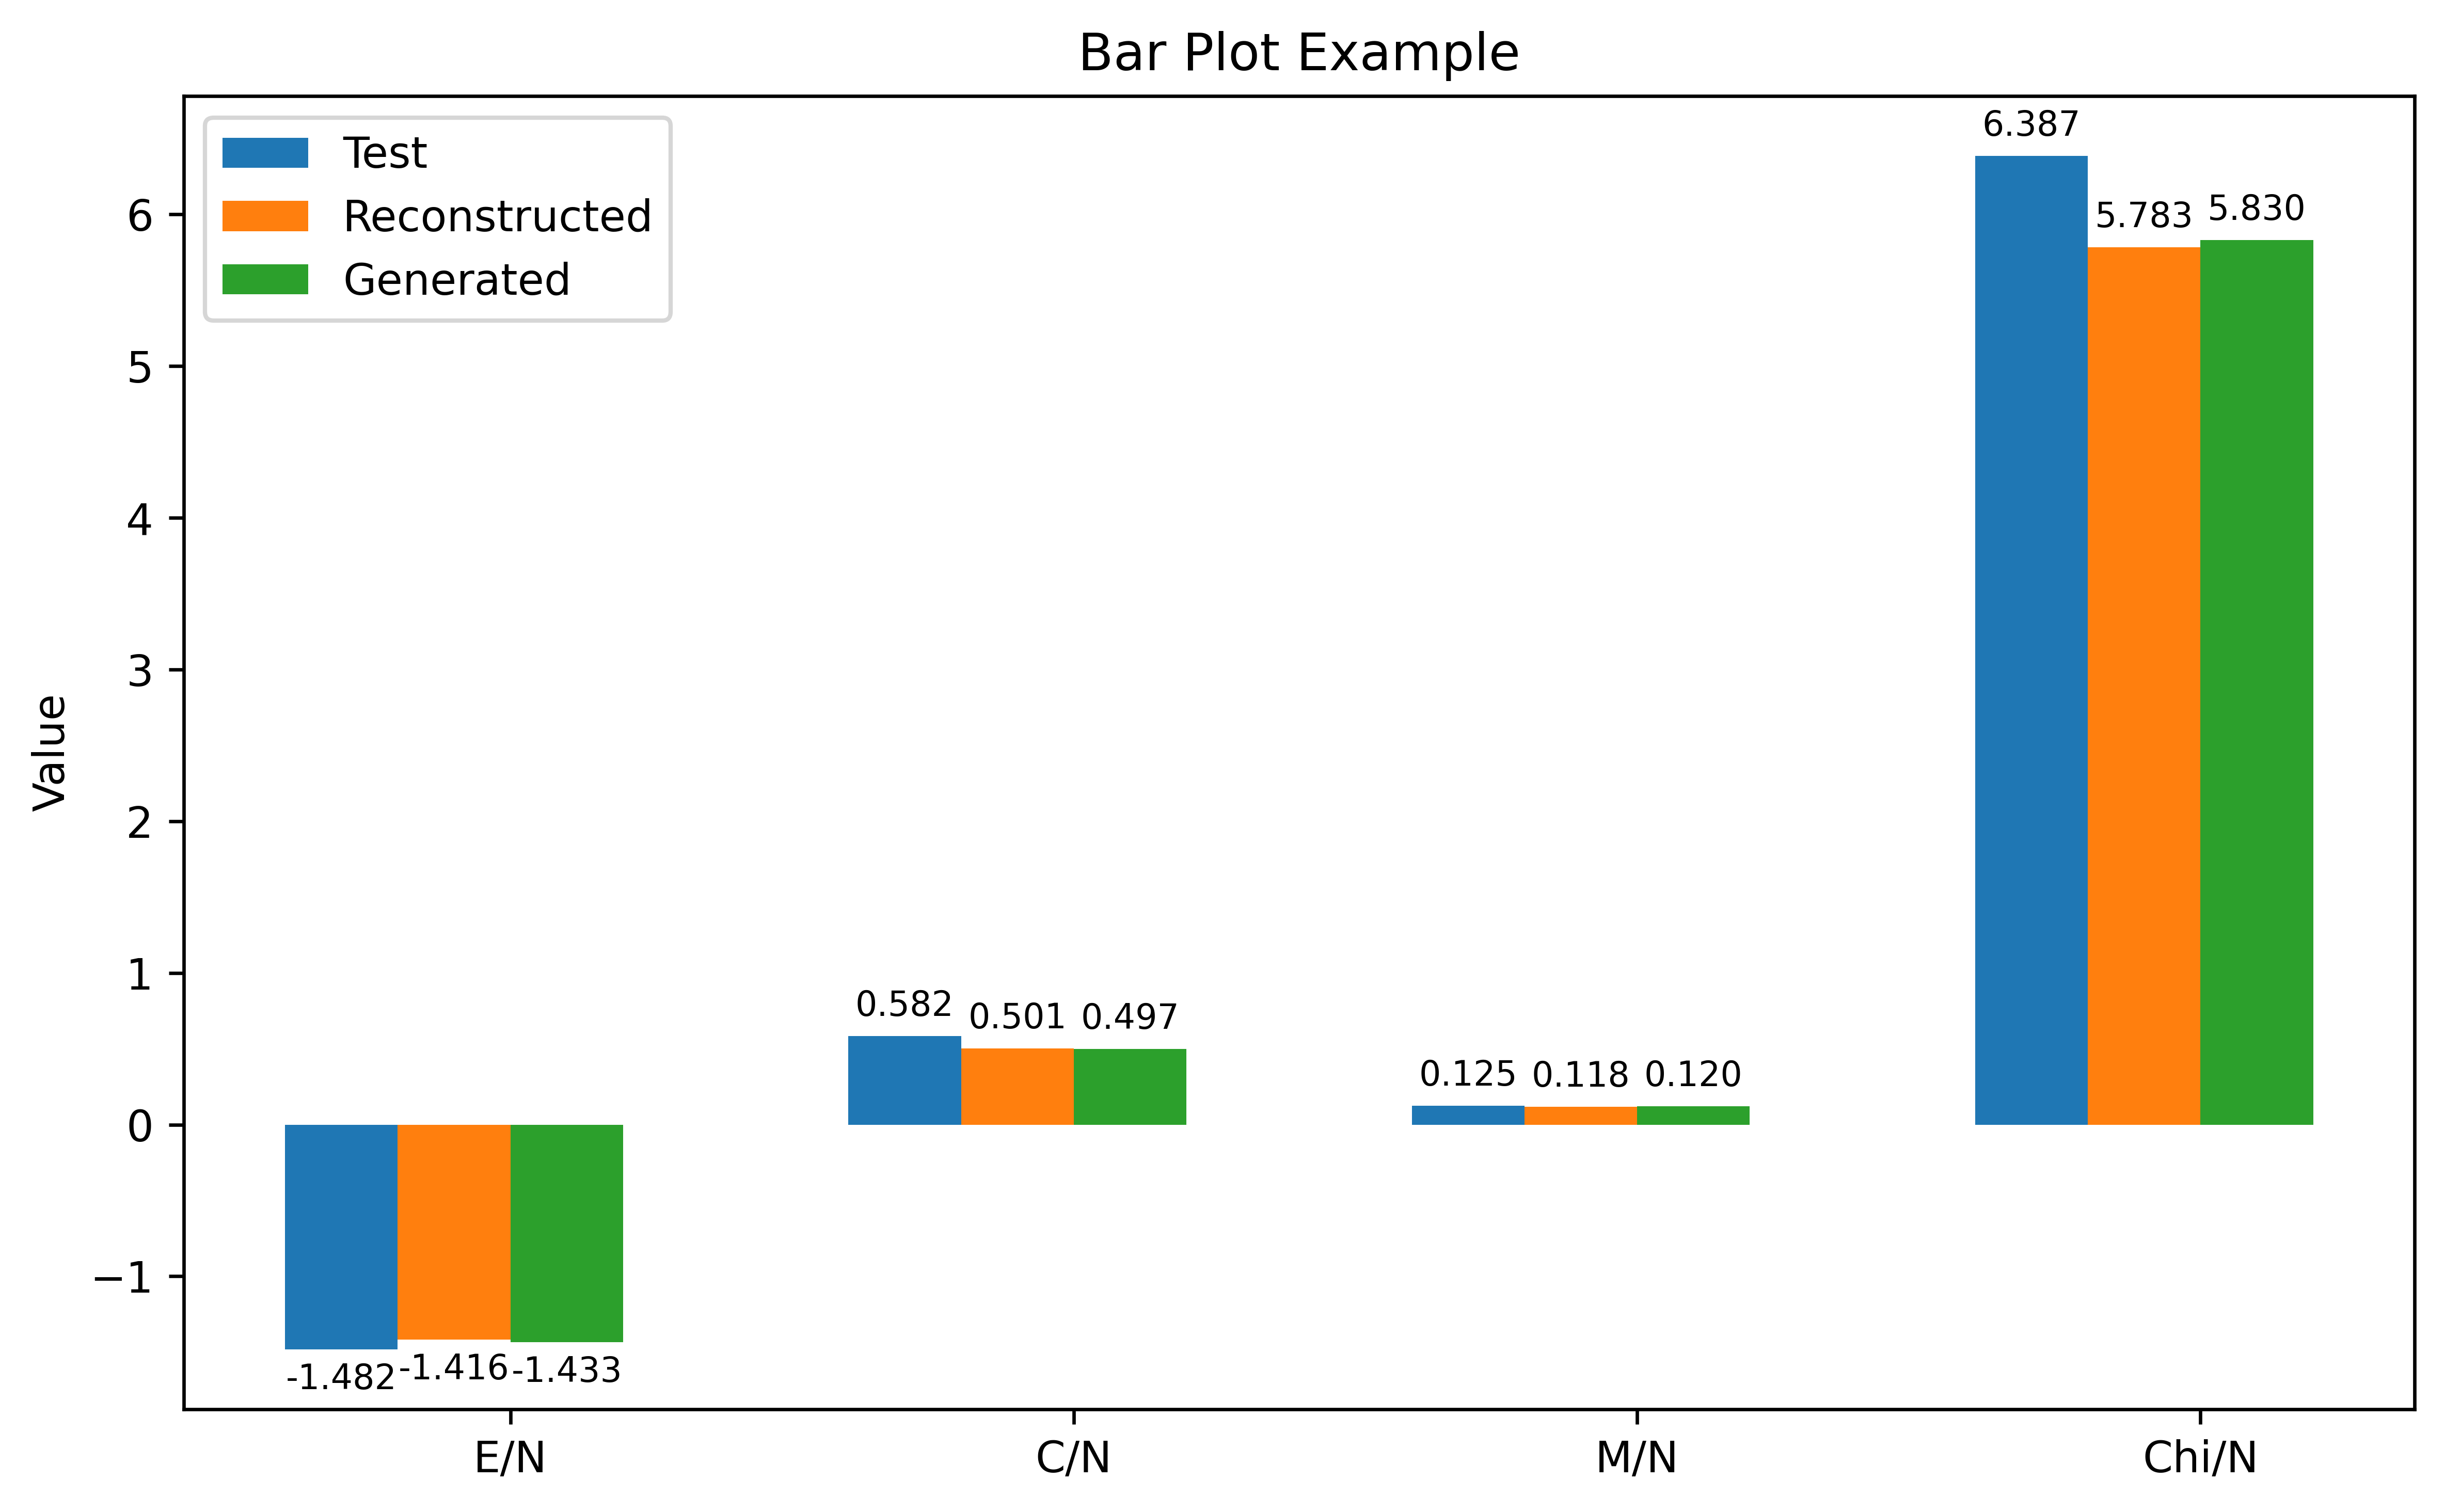 Bar Plot Example
Test
Reconstructed
Generated
Value
6
5
4
3
2
1
0
−1
-1.482
-1.416
-1.433
0.582
0.501
0.497
0.125
0.118
0.120
6.387
5.783
5.830
E/N
C/N
M/N
Chi/N